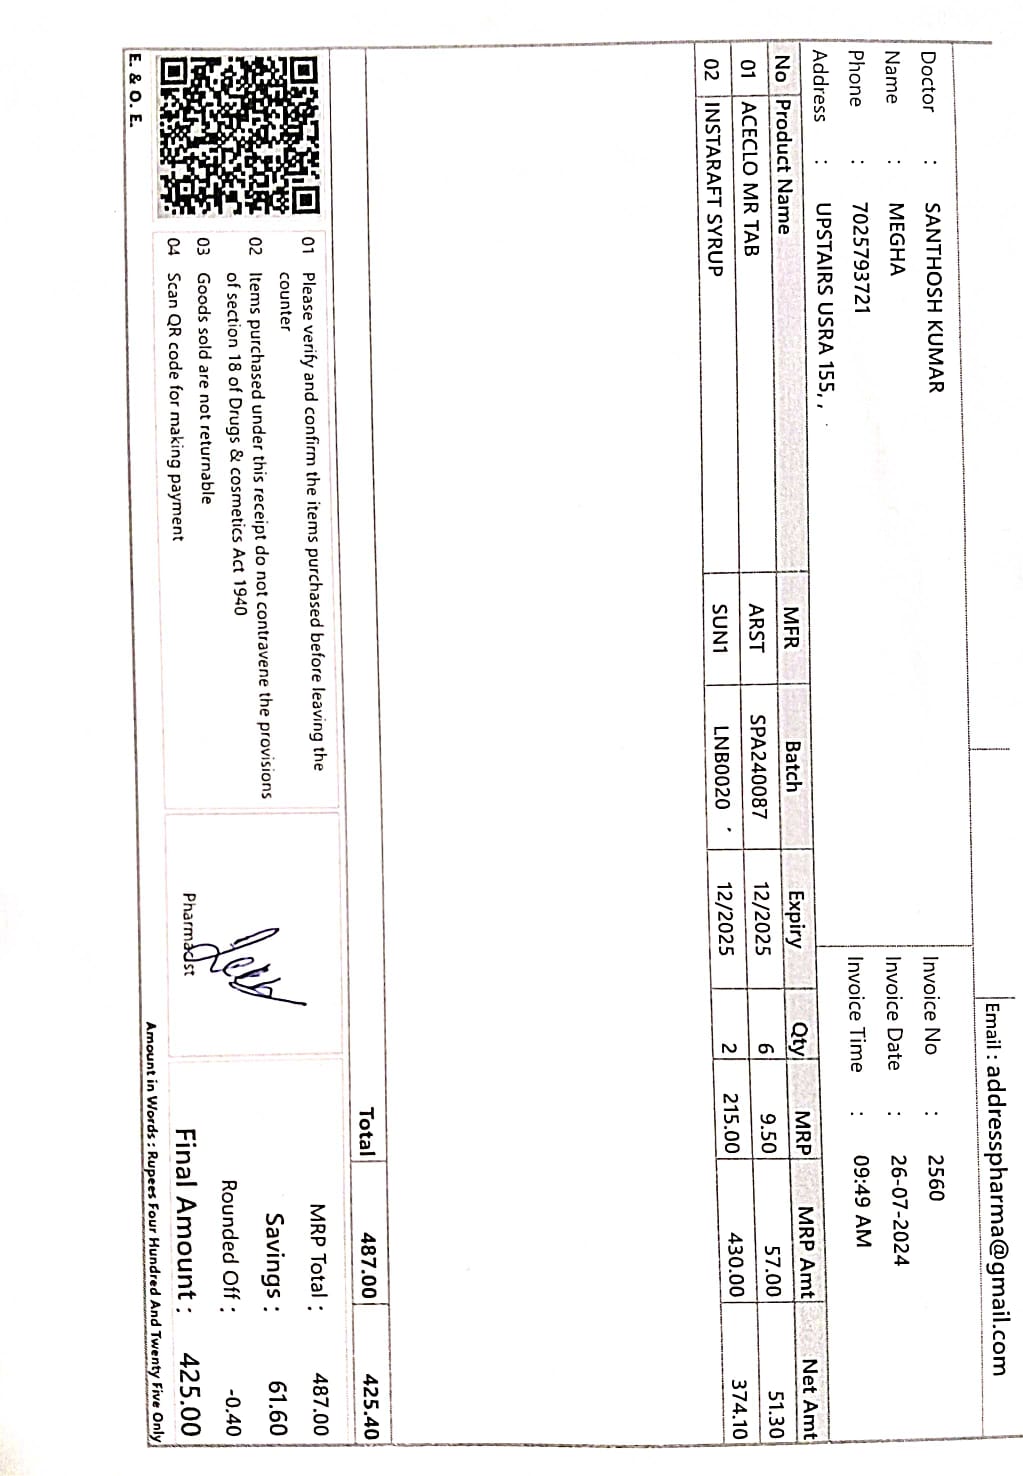 Email : addresspharma@gmail.com
Doctor : SANTHOSH KUMAR
Name : MEGHA
Phone : 7025793721
Address : UPSTAIRS USRA 155, ,
Invoice No : 2560
Invoice Date : 26-07-2024
Invoice Time : 09:49 AM
No Product Name MFR Batch Expiry Qty MRP MRP Amt Net Amt
01 ACECLO MR TAB ARST SPA240087 12/2025 6 9.50 57.00 51.30
02 INSTARAFT SYRUP SUN1 LNB0020 12/2025 2 215.00 430.00 374.10
Total 487.00 425.40
01 Please verify and confirm the items purchased before leaving the
counter
02 Items purchased under this receipt do not contravene the provisions
of section 18 of Drugs & cosmetics Act 1940
03 Goods sold are not returnable
04 Scan QR code for making payment
E. & O. E.
Pharmacist
MRP Total : 487.00
Savings : 61.60
Rounded Off : -0.40
Final Amount : 425.00
Amount in Words : Rupees Four Hundred And Twenty Five Only